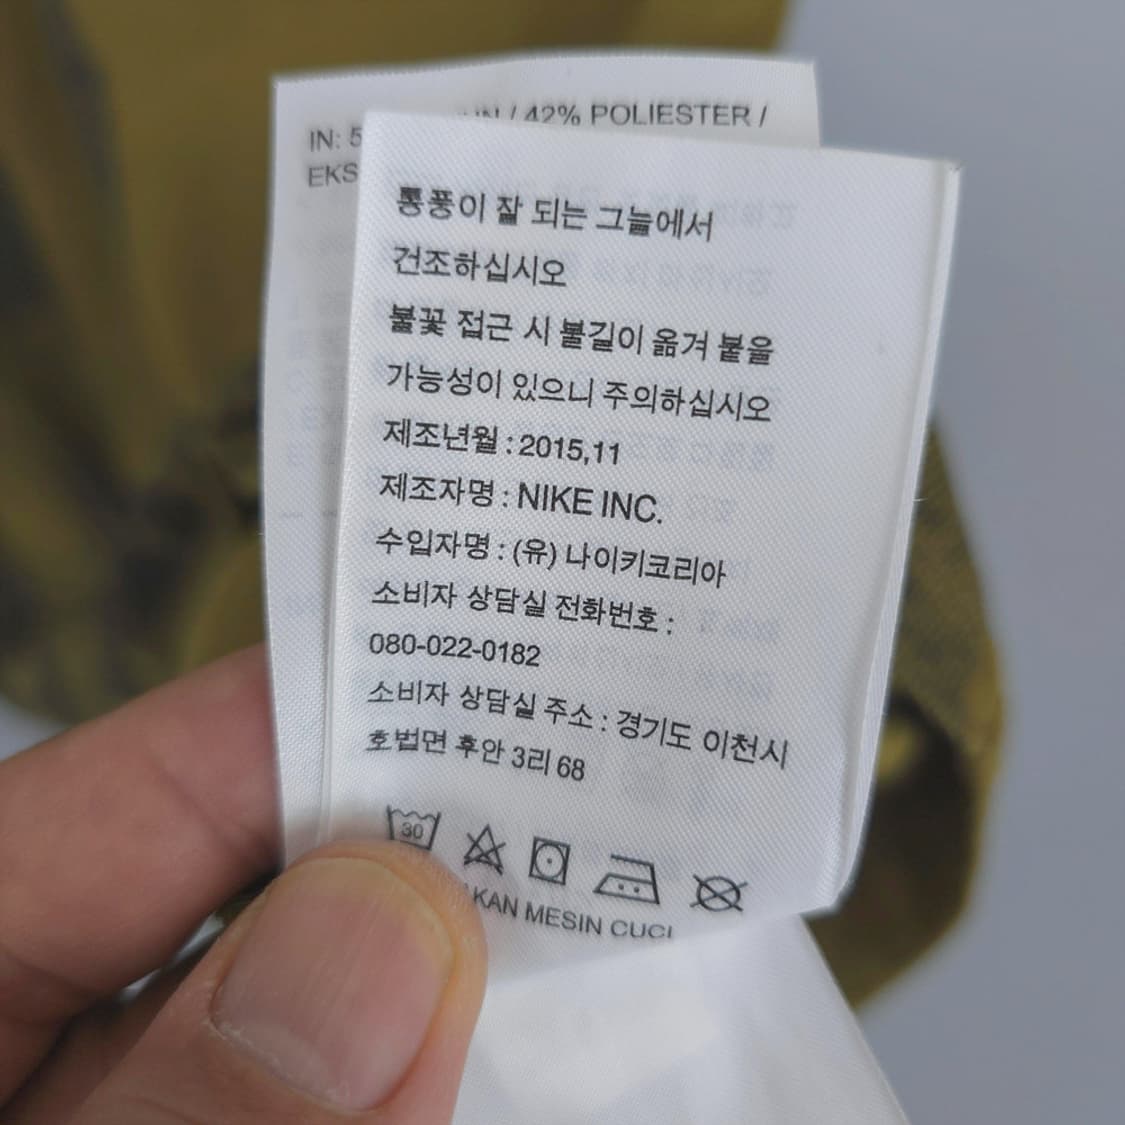 / 42% POLIESTER /
IN: 5
EKS
통풍이 잘 되는 그늘에서
건조하십시오
불꽃 접근 시 불길이 옮겨 붙을
가능성이 있으니 주의하십시오
제조년월 : 2015,11
제조자명 : NIKE INC.
수입자명 : (유) 나이키코리아
소비자 상담실 전화번호 :
080-022-0182
소비자 상담실 주소 : 경기도 이천시
호법면 후안 3리 68
30
AKAN MESIN CUCI